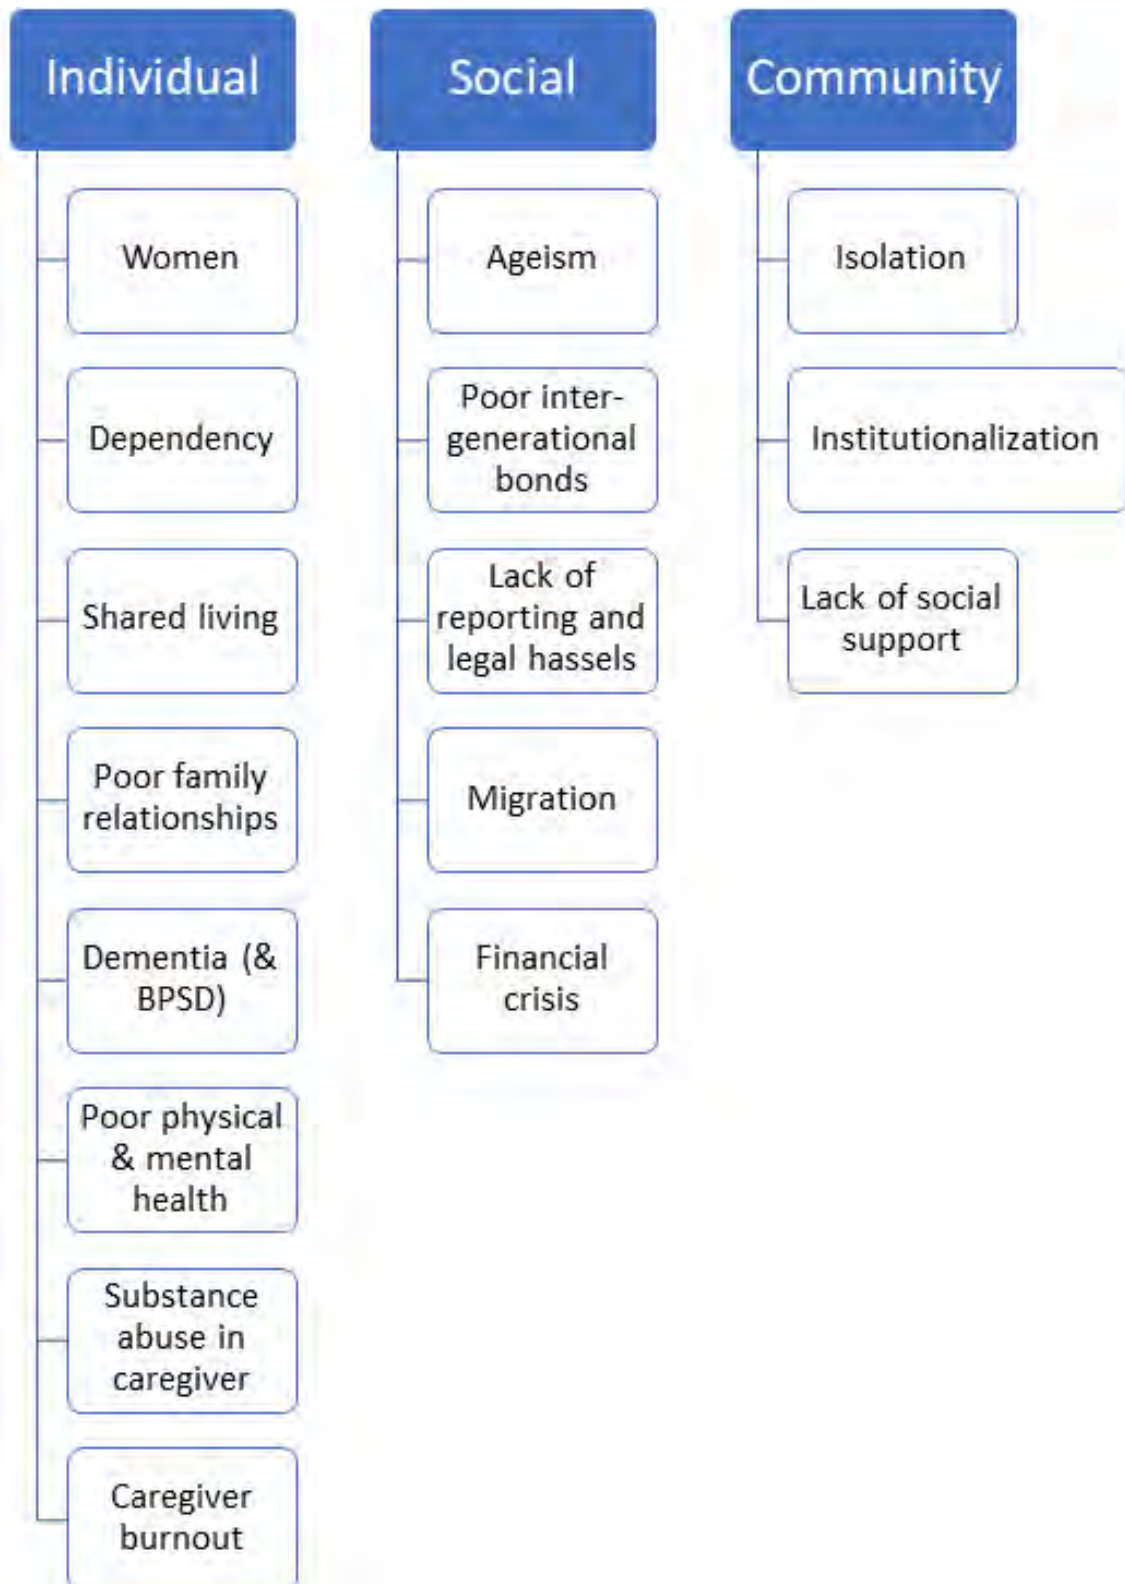 Individual
Women
Dependency
Shared living
Poor family
relationships
Dementia (&
BPSD)
Poor physical
& mental
health
Substance
abuse in
caregiver
Caregiver
burnout
Social
Ageism
Poor inter-
generational
bonds
Lack of
reporting and
legal hassels
Migration
Financial
crisis
Community
Isolation
Institutionalization
Lack of social
support